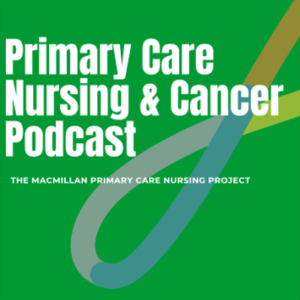 Primary Care
Nursing & Cancer
Podcast
THE MACMILLAN PRIMARY CARE NURSING PROJECT